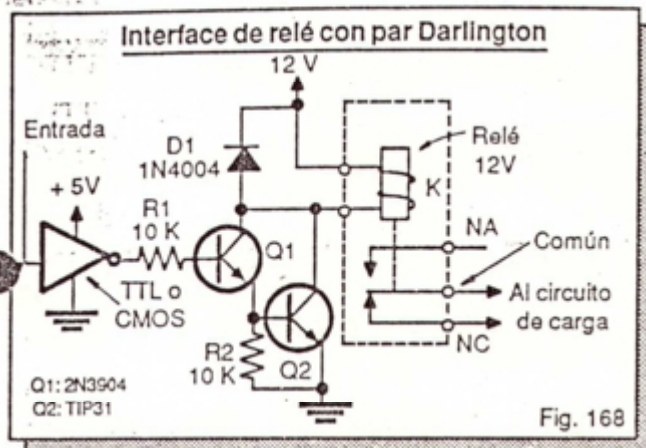 Interface de relé con par Darlington
12 V
Entrada
D1
1N4004
Relé
12V
+ 5V
K
R1
10 K
Q1
NA
Común
TTL o
CMOS
Al circuito
de carga
R2
10 K
Q2
NC
Q1: 2N3904
Q2: TIP31
Fig. 168